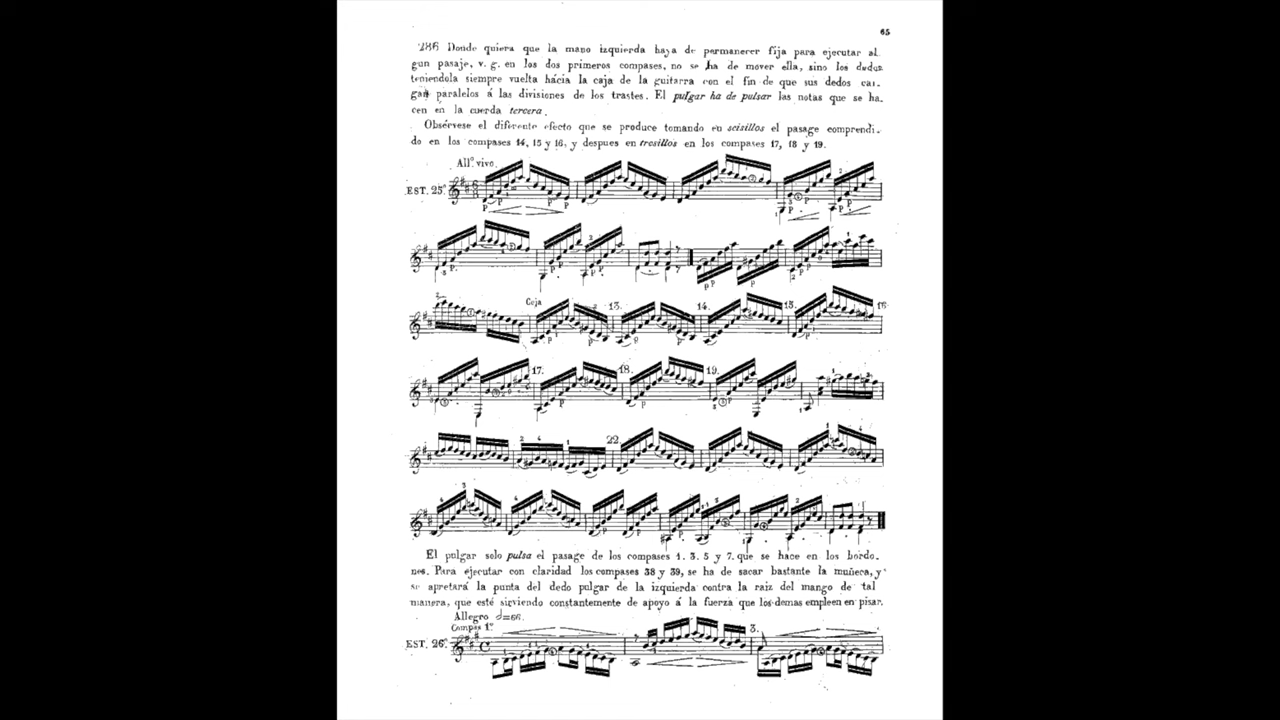 65
286 Donde quiera que la mano izquierda haya de permanecer fija para ejecutar al
gun pasaje, v. g. en los dos primeros compases, no se ha de mover ella, sino los dedos
teniendola siempre vuelta hácia la caja de la guitarra con el fin de que sus dedos cai.
gan paralelos á las divisiones de los trastes. El pulgar ha de pulsar las notas que se ha.
cen en la cuerda tercera.
Obsérvese el diferente efecto que se produce tomando en seisillos el pasage comprendi.
do en los compases 14, 15 y 16, y despues en tresillos en los compases 17, 18 y 19.
All.º vivo.
EST. 25.ª
Ceja
13. 14. 15. 16
17. 18. 19.
22.
El pulgar solo pulsa el pasage de los compases 1. 3. 5 y 7. que se hace en los bordo.
nes. Para ejecutar con claridad los compases 38 y 39, se ha de sacar bastante la muñeca, y
se apretará la punta del dedo pulgar de la izquierda contra la raiz del mango de tal
manera, que esté sirviendo constantemente de apoyo á la fuerza que los demas empleen en pisar.
Allegro 𝅗𝅥=66.
Compas 1.º
3.
EST. 26.ª